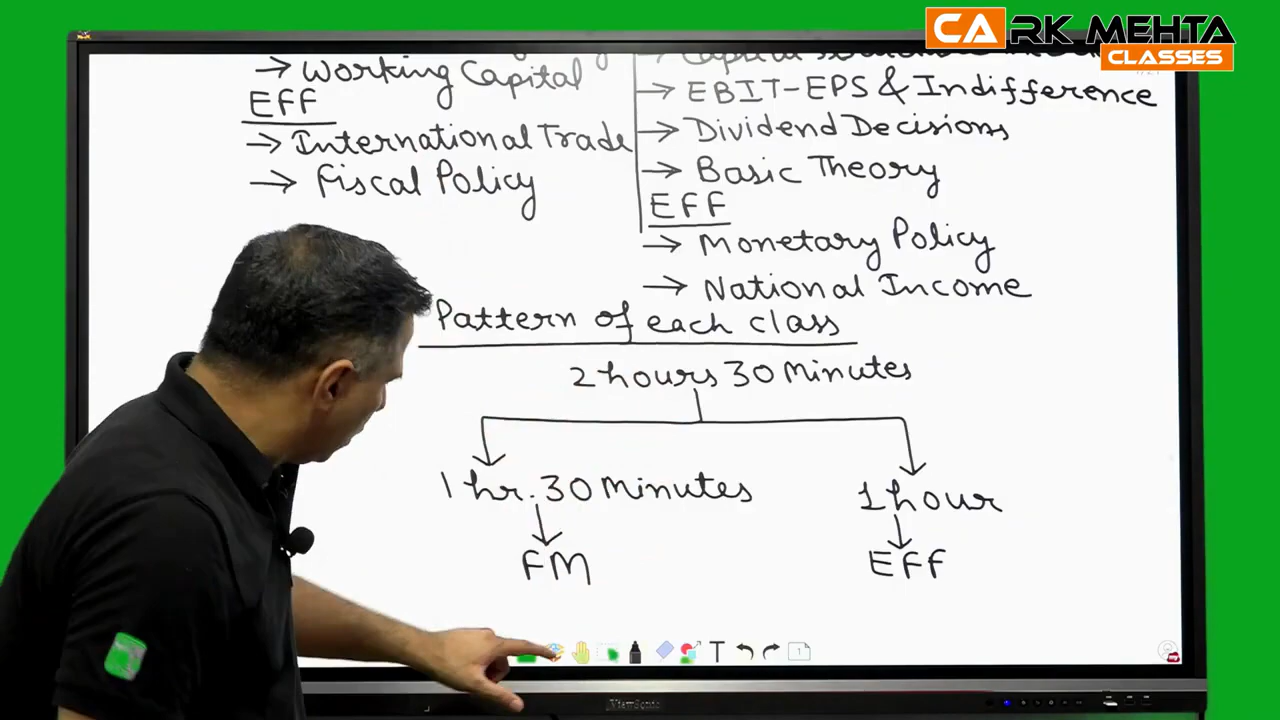 CA RK MEHTA
CLASSES
→ Working Capital
EFF
→ International Trade
→ Fiscal Policy
→ EBIT-EPS & Indifference
→ Dividend Decisions
→ Basic Theory
EFF
→ Monetary Policy
→ National Income
Pattern of each class
2 hours 30 Minutes
1 hr. 30 Minutes
1 hour
FM
EFF
T
1
ViewSonic